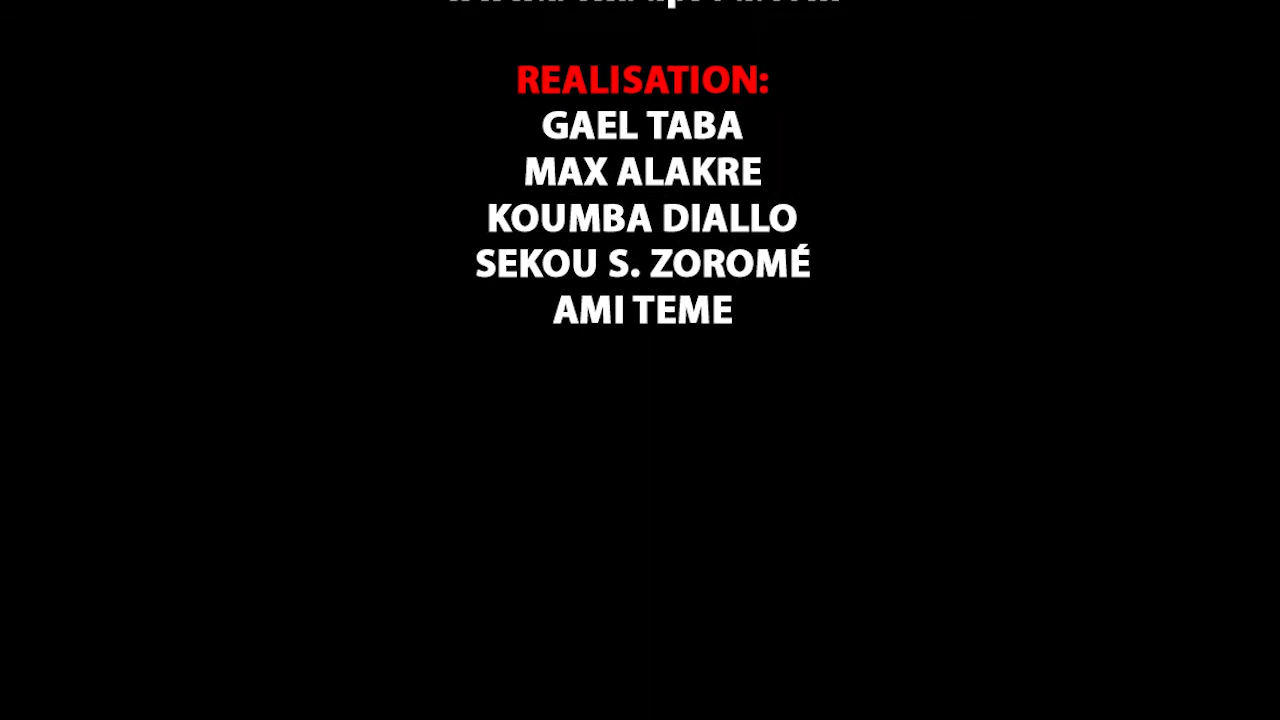 REALISATION:
GAEL TABA
MAX ALAKRE
KOUMBA DIALLO
SEKOU S. ZOROMÉ
AMI TEME